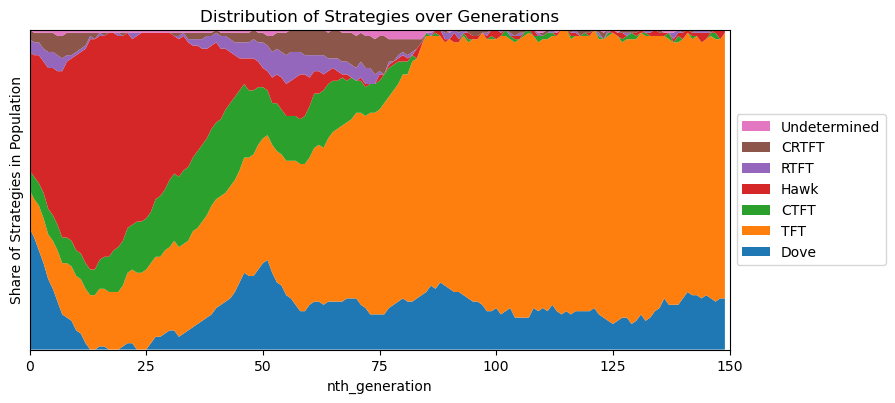 Distribution of Strategies over Generations
Share of Strategies in Population
Undetermined
CRTFT
RTFT
Hawk
CTFT
TFT
Dove
0
25
50
75
100
125
150
nth_generation